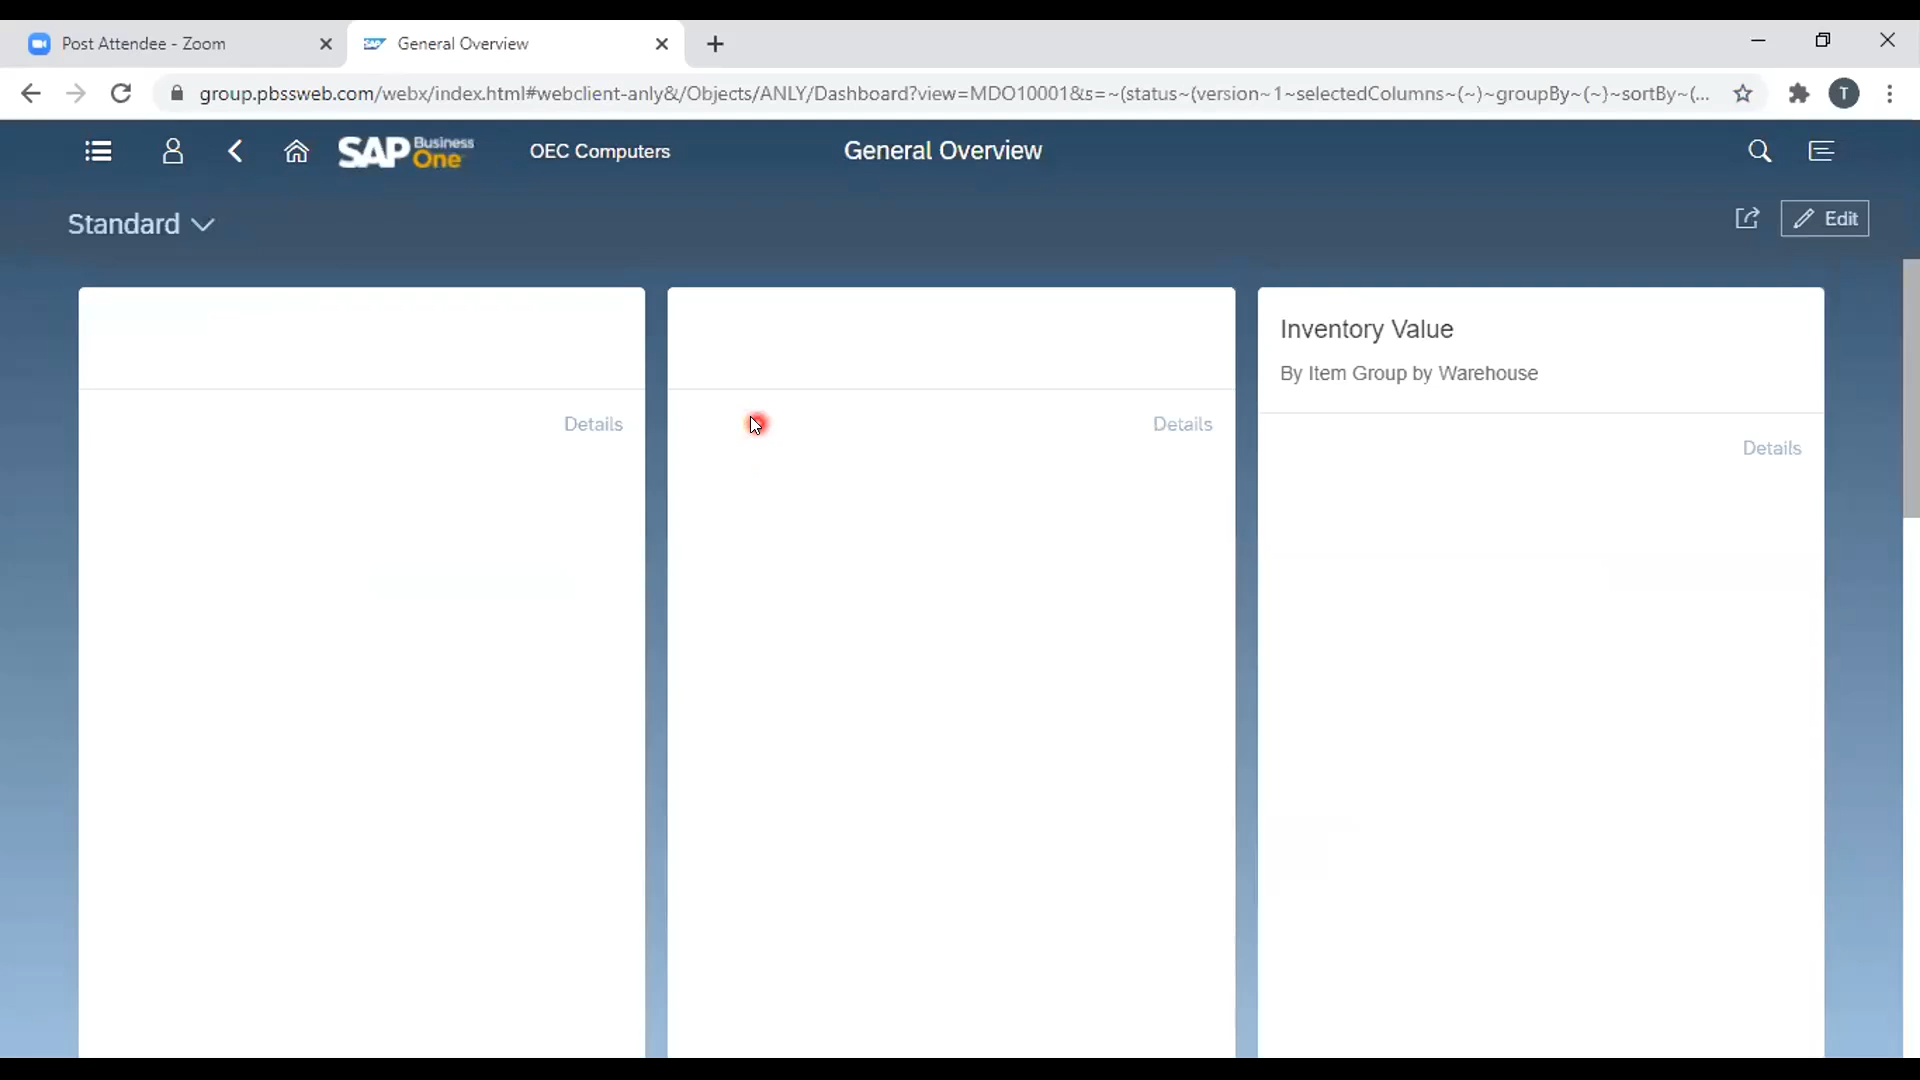 Post Attendee - Zoom
General Overview
group.pbssweb.com/webx/index.html#webclient-anly&/Objects/ANLY/Dashboard?view=MDO10001&s=~(status~(version~1~selectedColumns~(~)~groupBy~(~)~sortBy~(...
T
SAP Business One
OEC Computers
General Overview
Standard
Edit
Inventory Value
By Item Group by Warehouse
Details
Details
Details